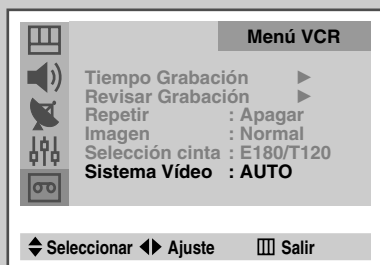 Menú VCR
Tiempo Grabación ▶
Revisar Grabación ▶
Repetir : Apagar
Imagen : Normal
Selección cinta : E180/T120
Sistema Vídeo : AUTO
Seleccionar Ajuste Salir